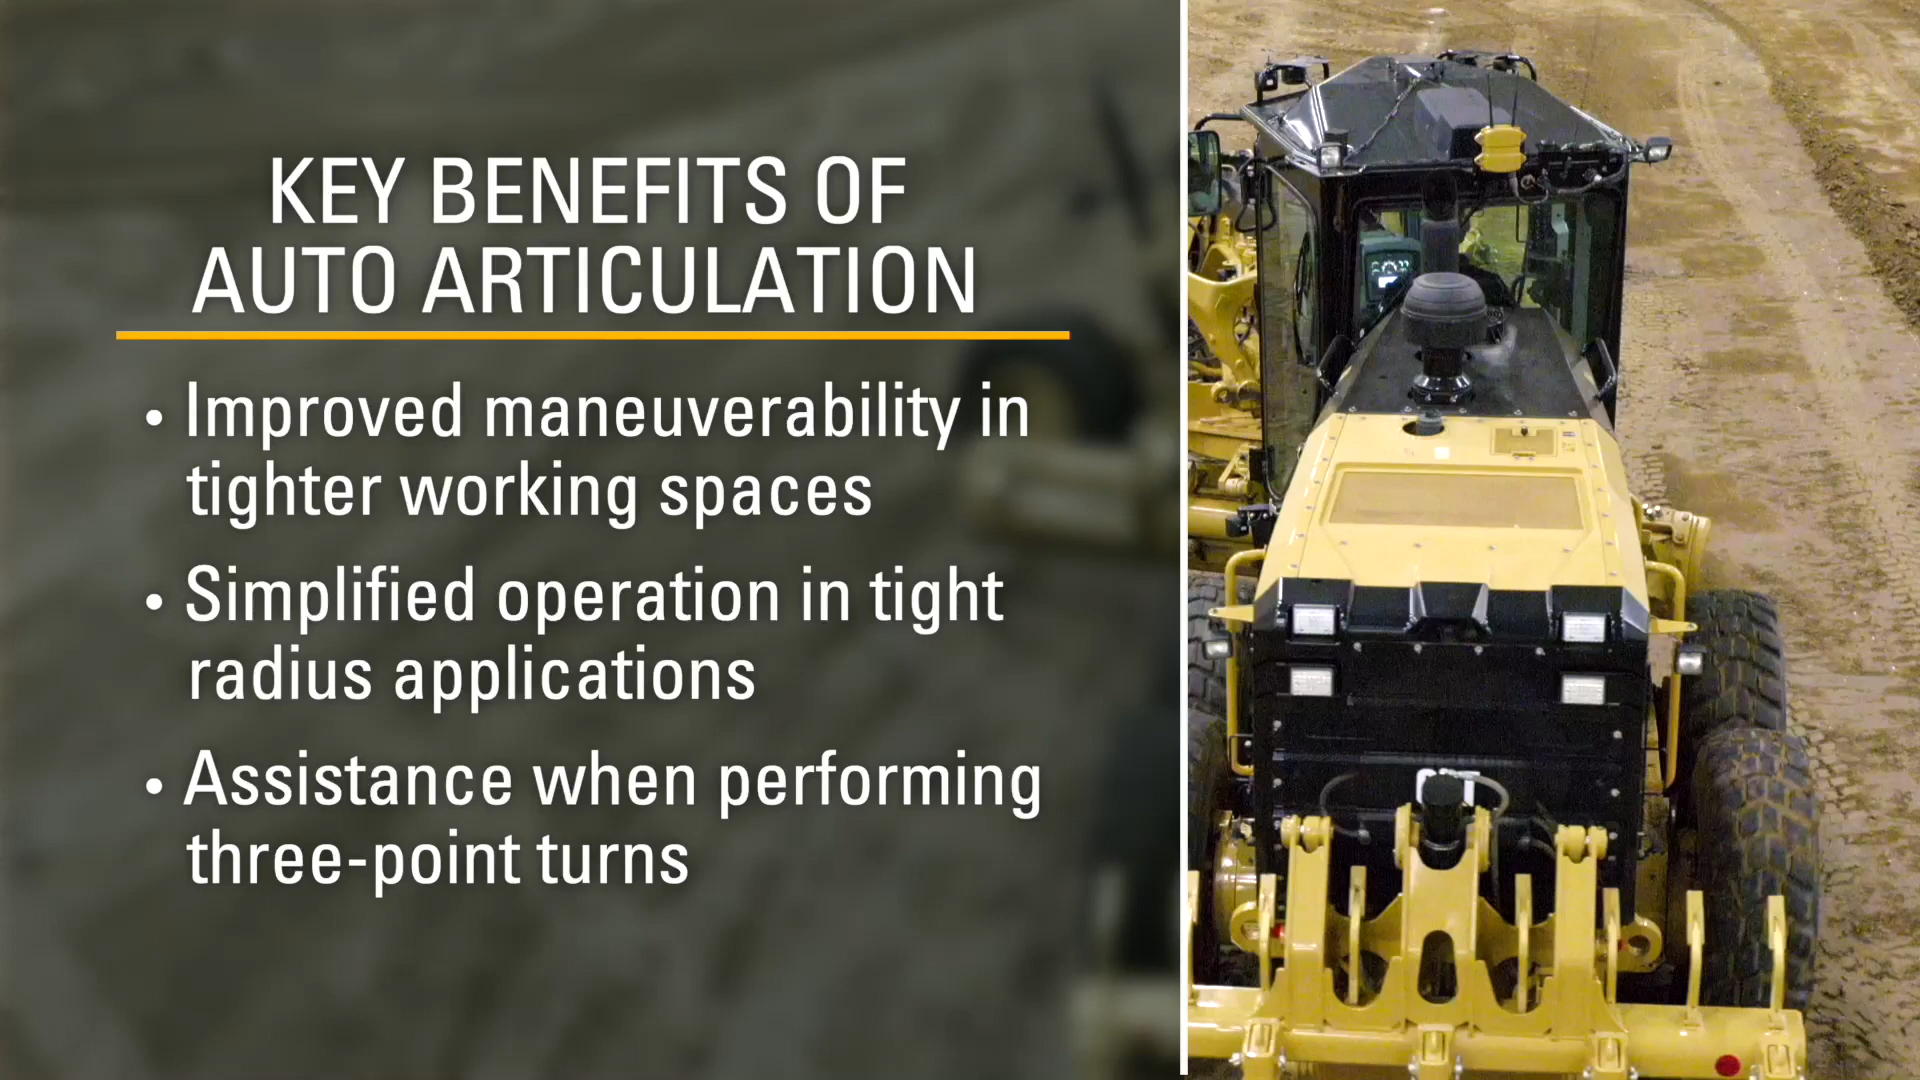 KEY BENEFITS OF
AUTO ARTICULATION
• Improved maneuverability in
tighter working spaces
• Simplified operation in tight
radius applications
• Assistance when performing
three-point turns